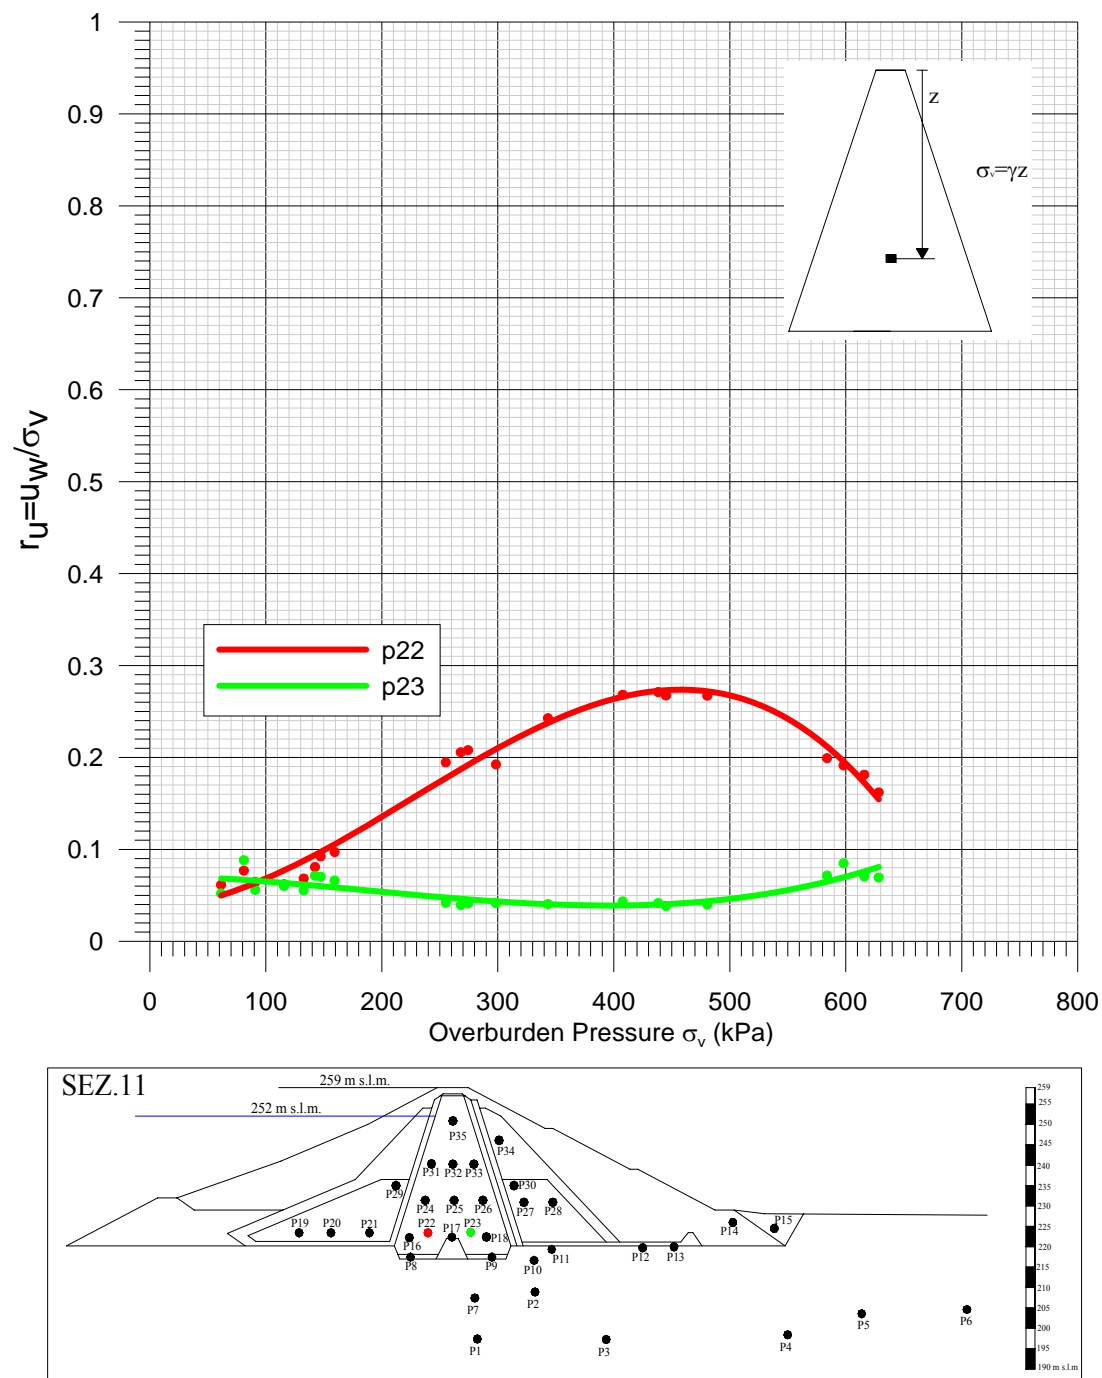 1
0.9
0.8
0.7
0.6
0.5
0.4
0.3
0.2
0.1
0
ru=uw/σv
z
σv=γz
p22
p23
0 100 200 300 400 500 600 700 800
Overburden Pressure σv (kPa)
SEZ.11
259 m s.l.m.
252 m s.l.m.
P35
P34
P31 P32 P33
P29
P30
P24 P25 P26
P27 P28
P19 P20 P21
P22 P17 P23
P16
P18
P14
P15
P8
P9
P10
P11
P12 P13
P7
P2
P1
P3
P4
P5
P6
259
255
250
245
240
235
230
225
220
215
210
205
200
195
190 m s.l.m